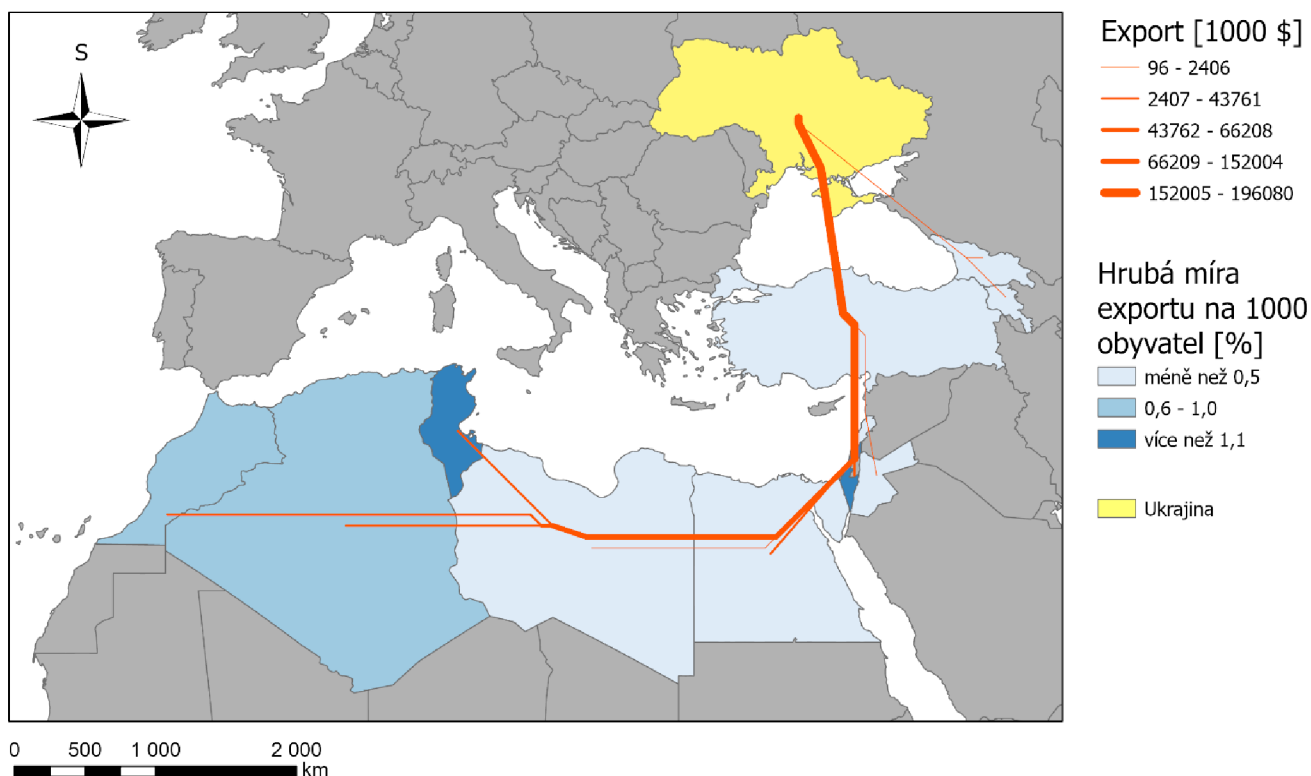 S
Export [1000 $]
96 - 2406
2407 - 43761
43762 - 66208
66209 - 152004
152005 - 196080
Hrubá míra
exportu na 1000
obyvatel [%]
méně než 0,5
0,6 - 1,0
více než 1,1
Ukrajina
0 500 1 000 2 000
km